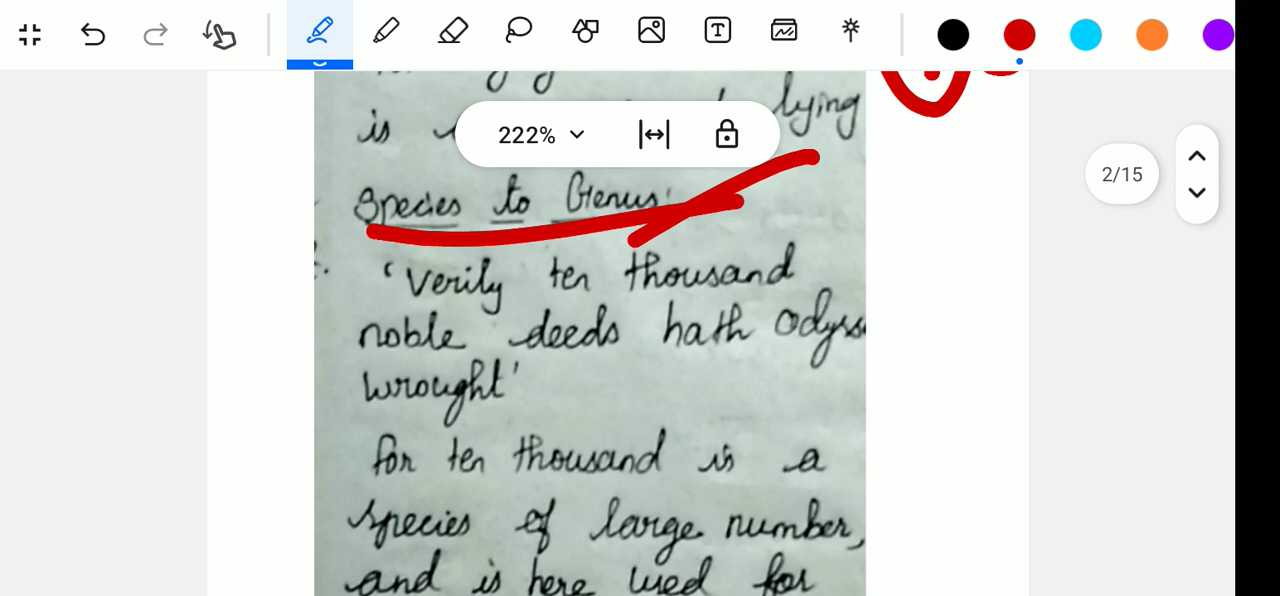 222%
2/15
is lying
Species to Genus:
'Verily ten thousand
noble deeds hath Odyss
wrought'
for ten thousand is a
species of large number,
and is here used for